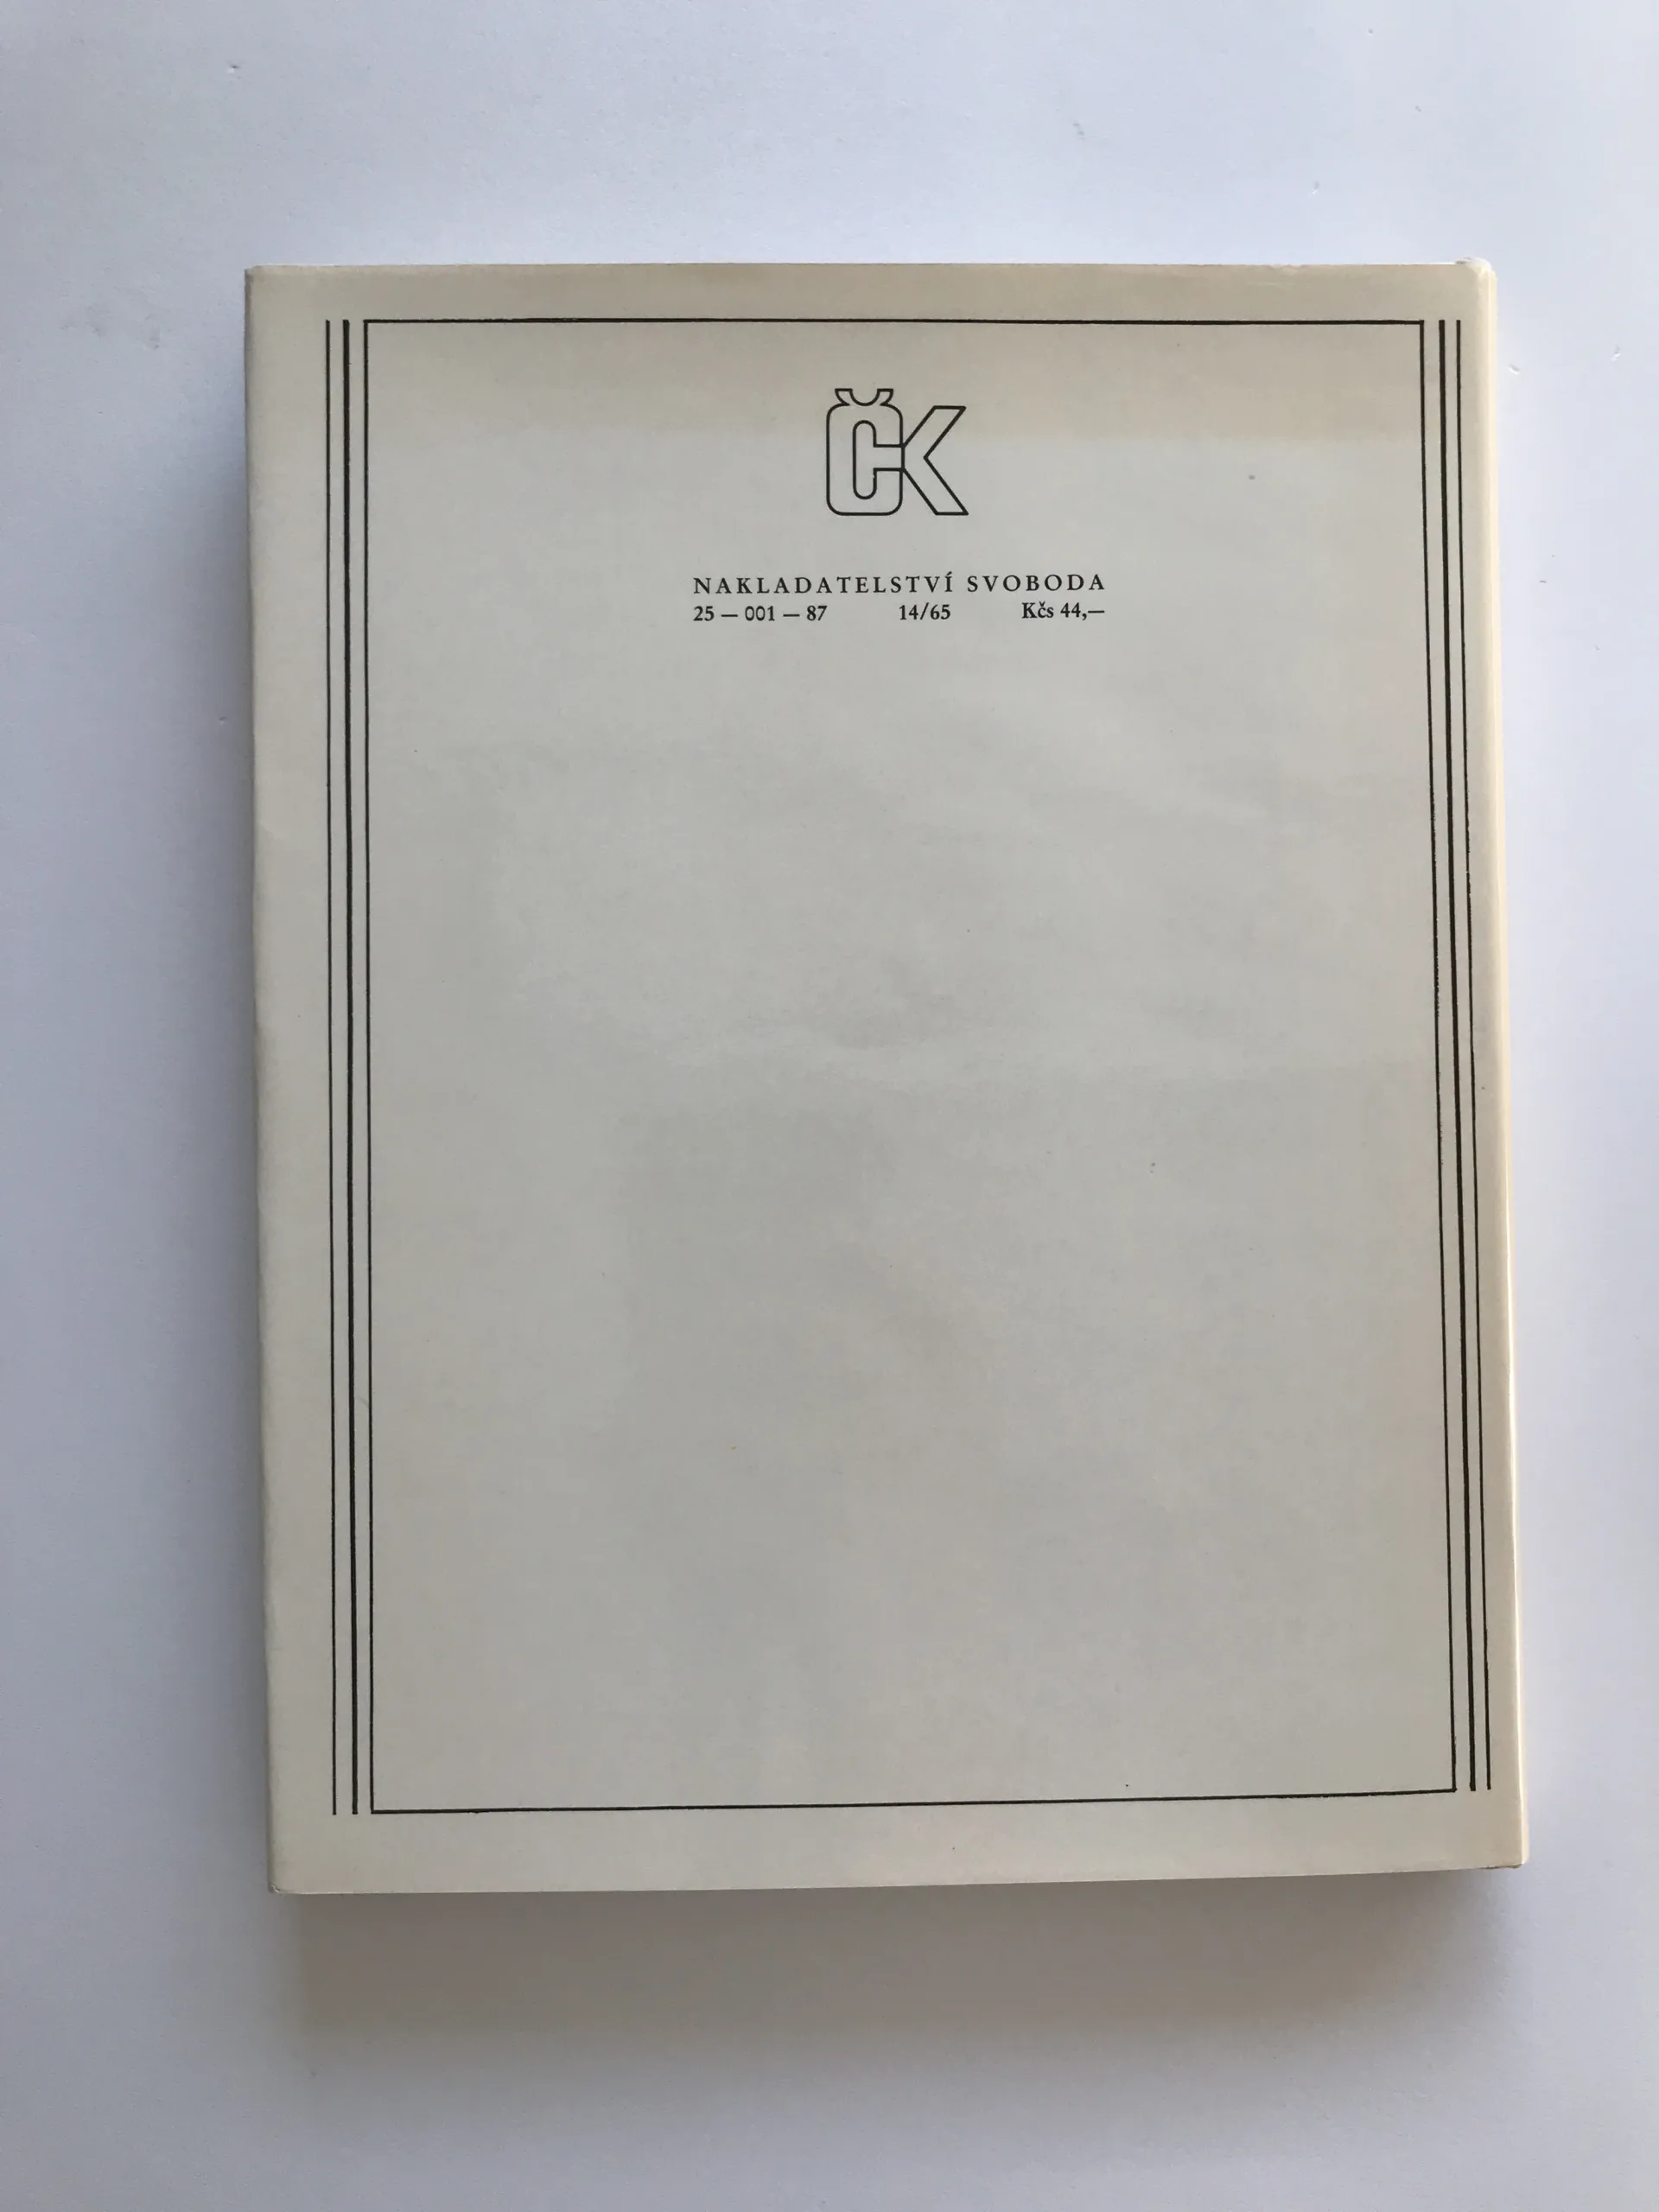 ČK
NAKLADATELSTVÍ SVOBODA
25 — 001 — 87 14/65 Kčs 44,—